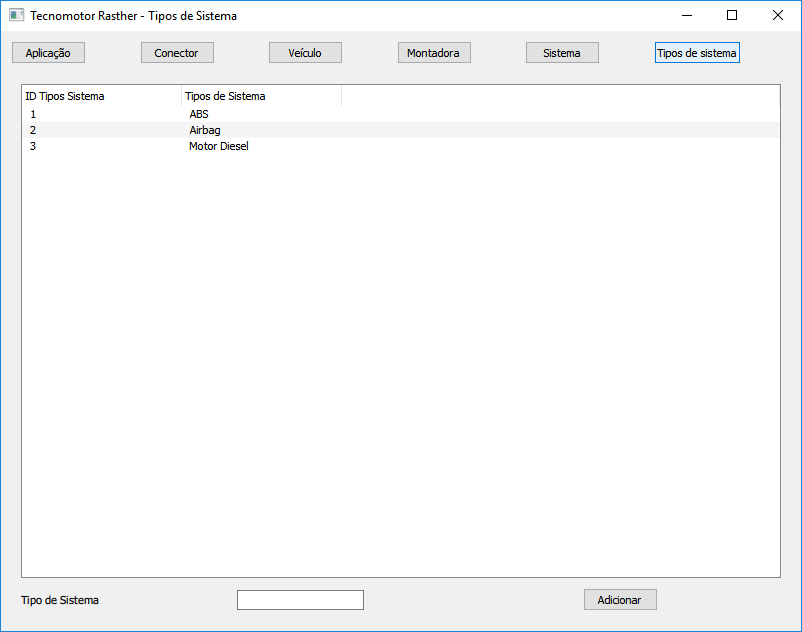 Tecnomotor Rasther - Tipos de Sistema
Aplicação Conector Veículo Montadora Sistema Tipos de sistema
ID Tipos Sistema Tipos de Sistema
1 ABS
2 Airbag
3 Motor Diesel
Tipo de Sistema Adicionar